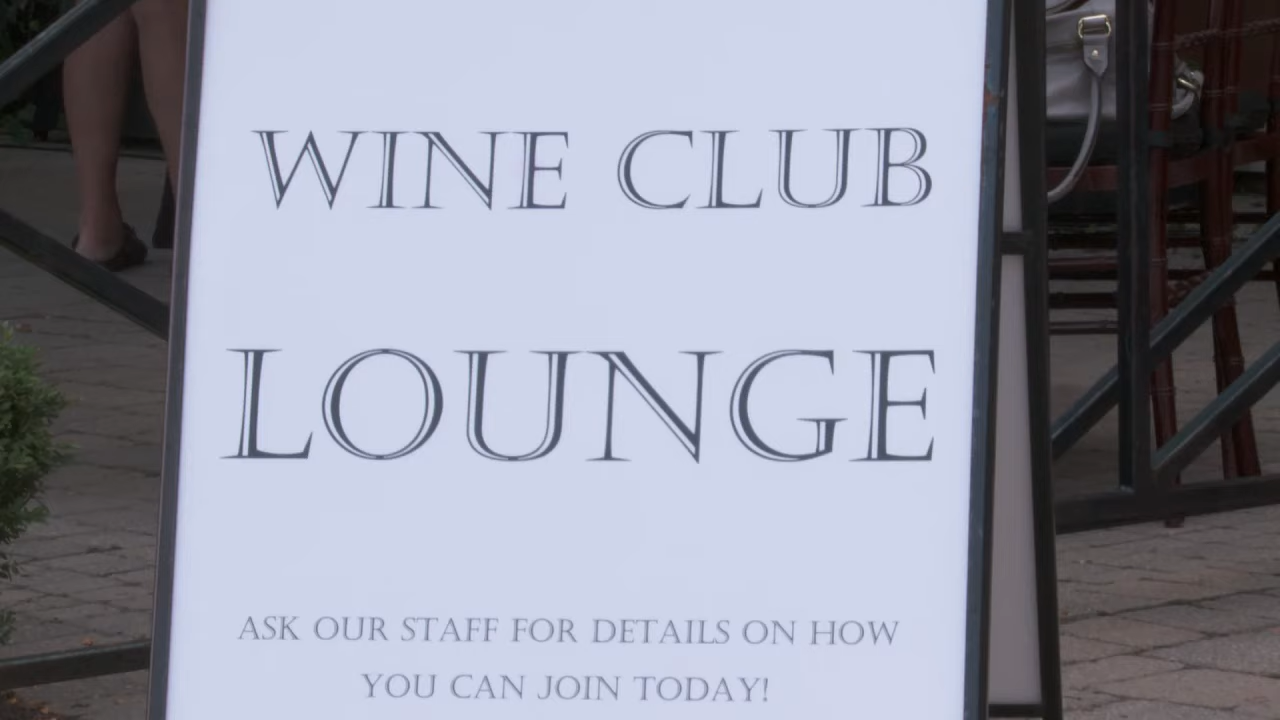 WINE CLUB
LOUNGE
ASK OUR STAFF FOR DETAILS ON HOW
YOU CAN JOIN TODAY!